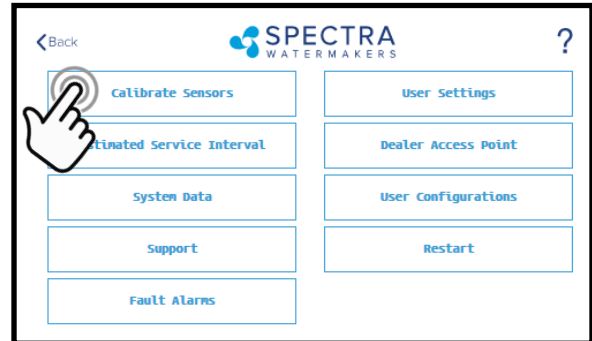 Back
SPECTRA
WATERMAKERS
?
Calibrate Sensors
User Settings
timated Service Interval
Dealer Access Point
System Data
User Configurations
Support
Restart
Fault Alarms